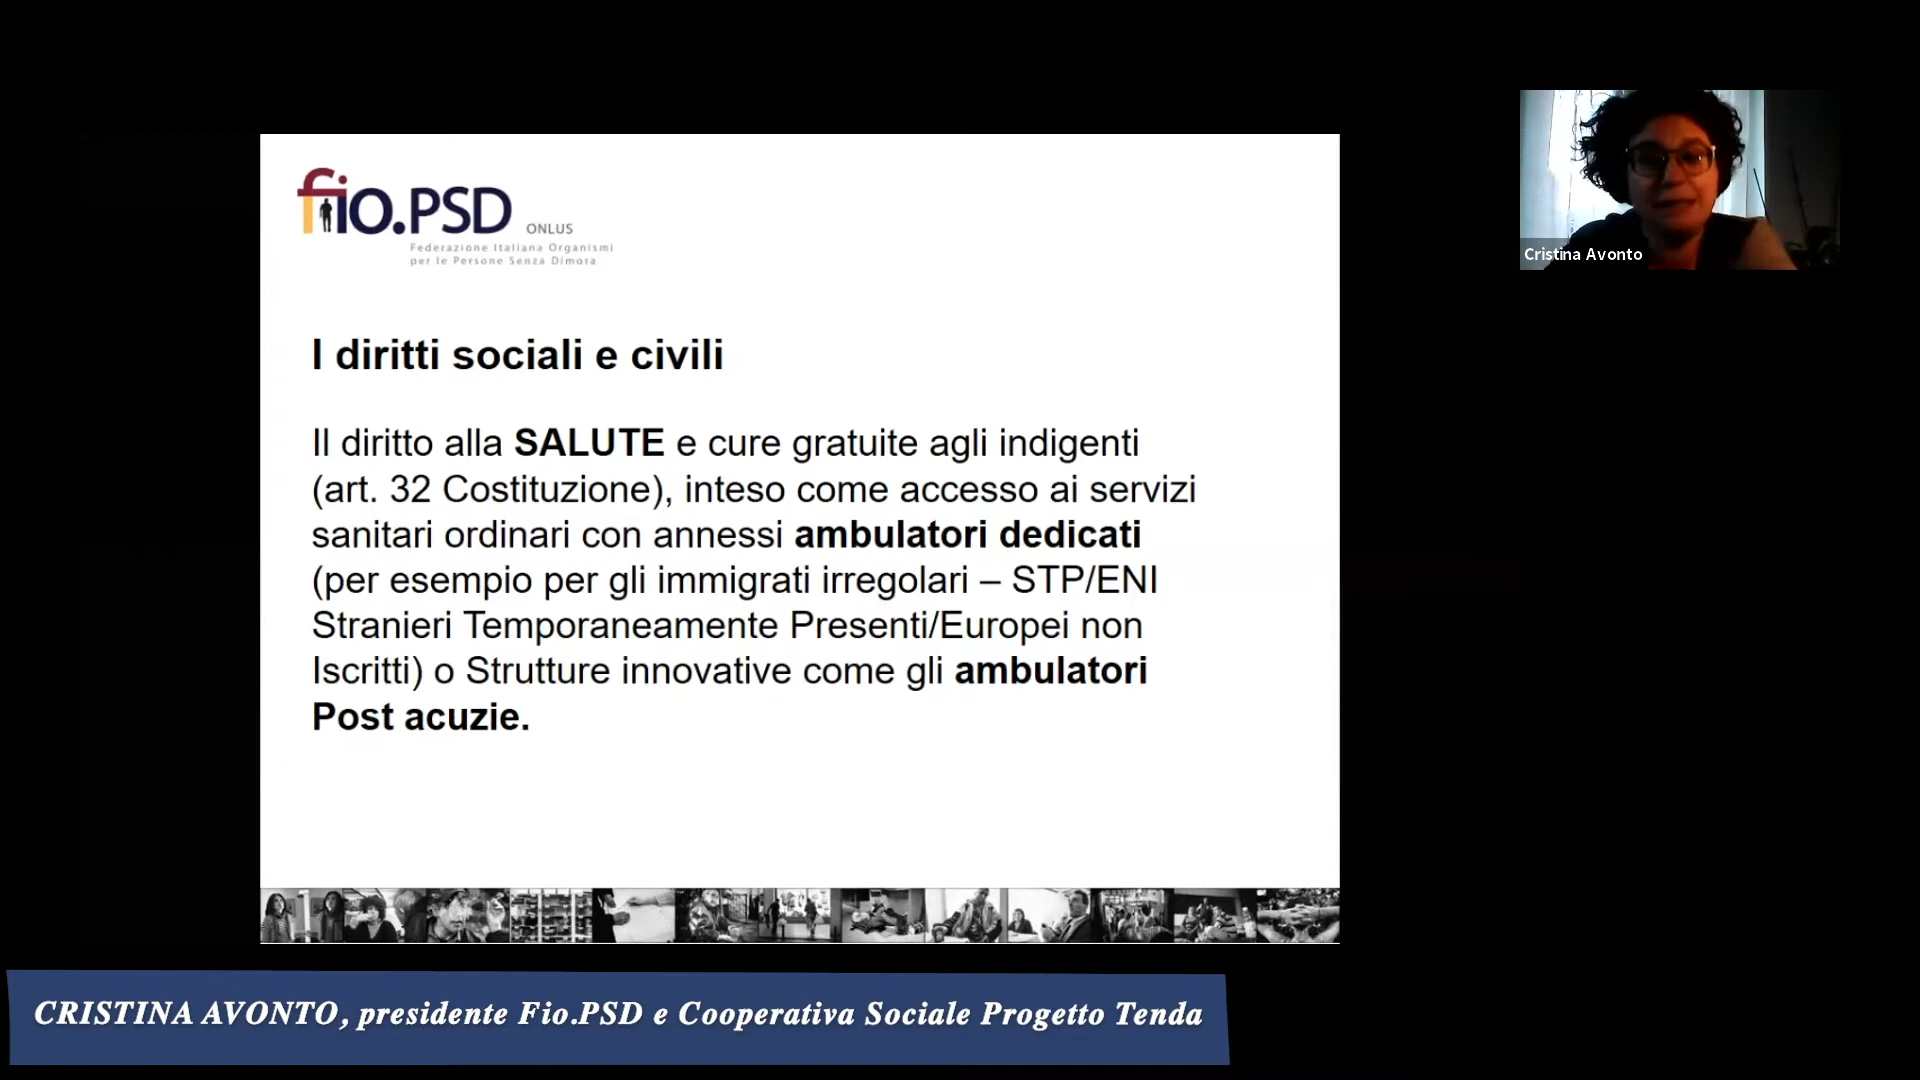 fio.PSD ONLUS
Federazione Italiana Organismi
per le Persone Senza Dimora
Cristina Avonto
I diritti sociali e civili
Il diritto alla SALUTE e cure gratuite agli indigenti
(art. 32 Costituzione), inteso come accesso ai servizi
sanitari ordinari con annessi ambulatori dedicati
(per esempio per gli immigrati irregolari – STP/ENI
Stranieri Temporaneamente Presenti/Europei non
Iscritti) o Strutture innovative come gli ambulatori
Post acuzie.
CRISTINA AVONTO, presidente Fio.PSD e Cooperativa Sociale Progetto Tenda